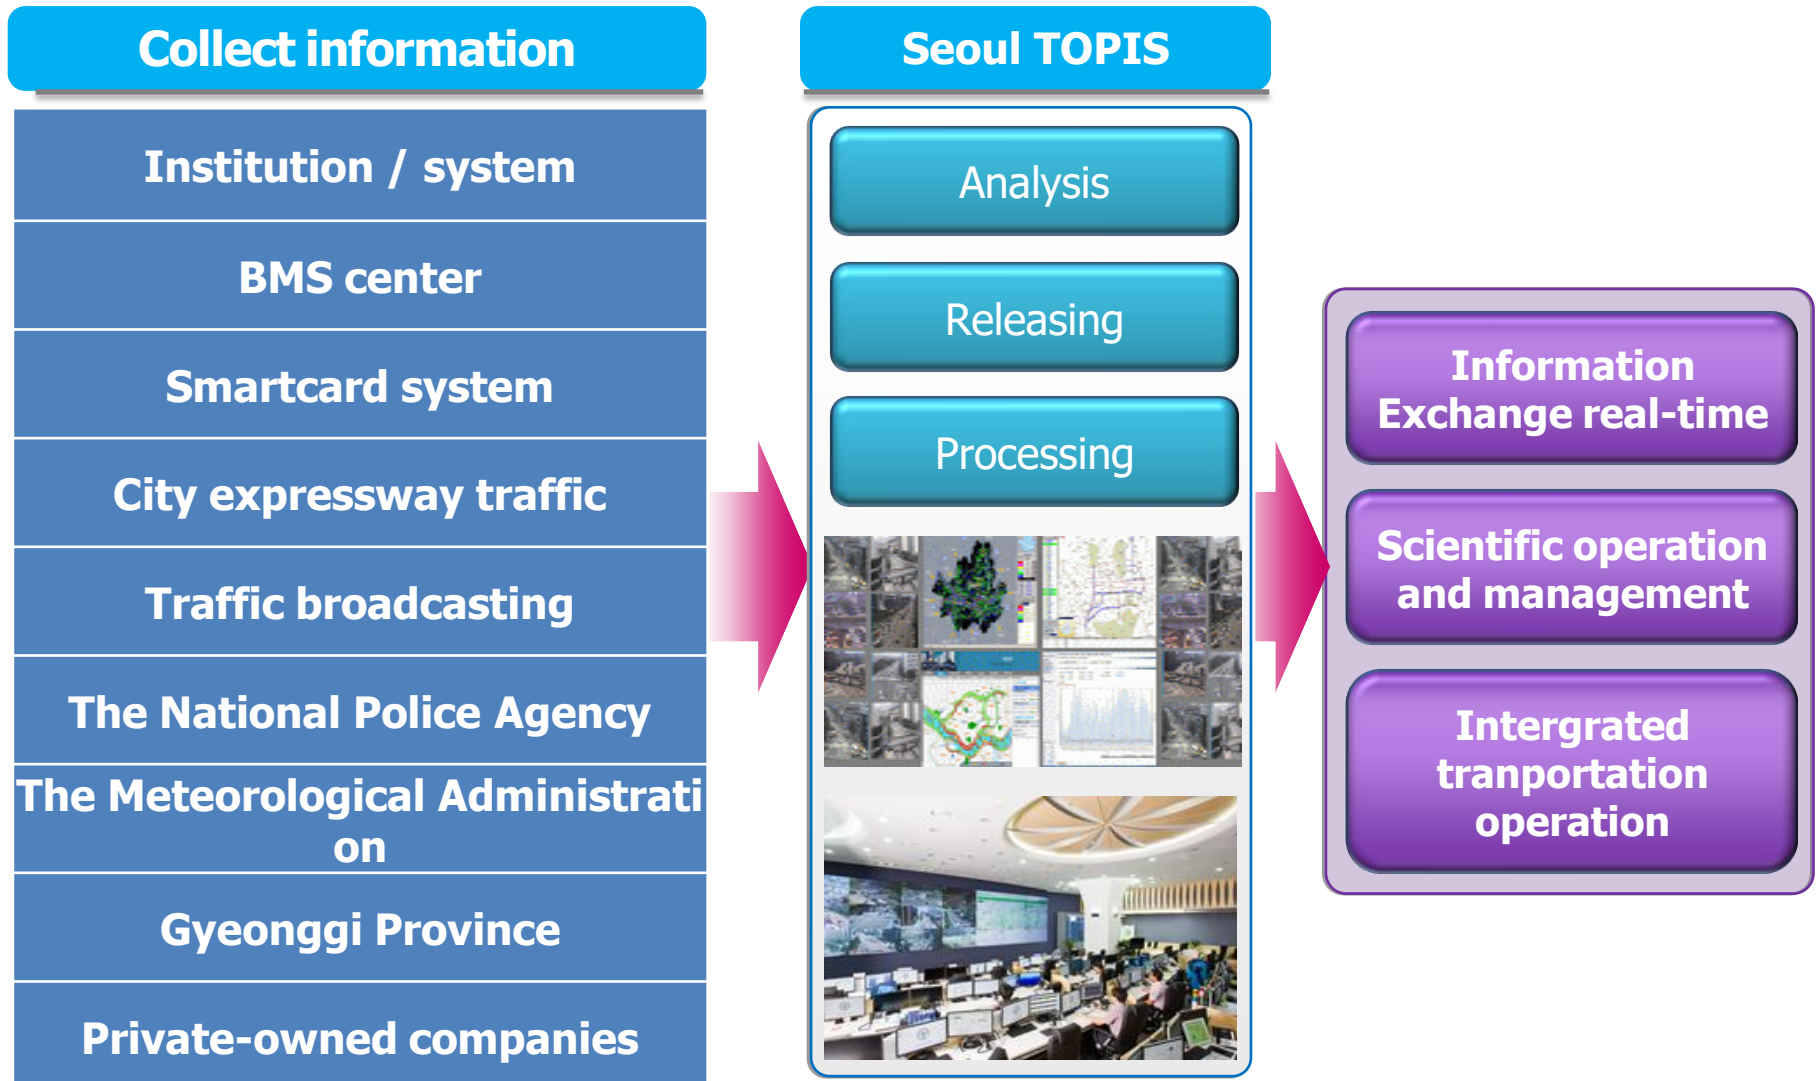 Collect information
Institution / system
BMS center
Smartcard system
City expressway traffic
Traffic broadcasting
The National Police Agency
The Meteorological Administrati
on
Gyeonggi Province
Private-owned companies
Seoul TOPIS
Analysis
Releasing
Processing
Information
Exchange real-time
Scientific operation
and management
Intergrated
tranportation
operation